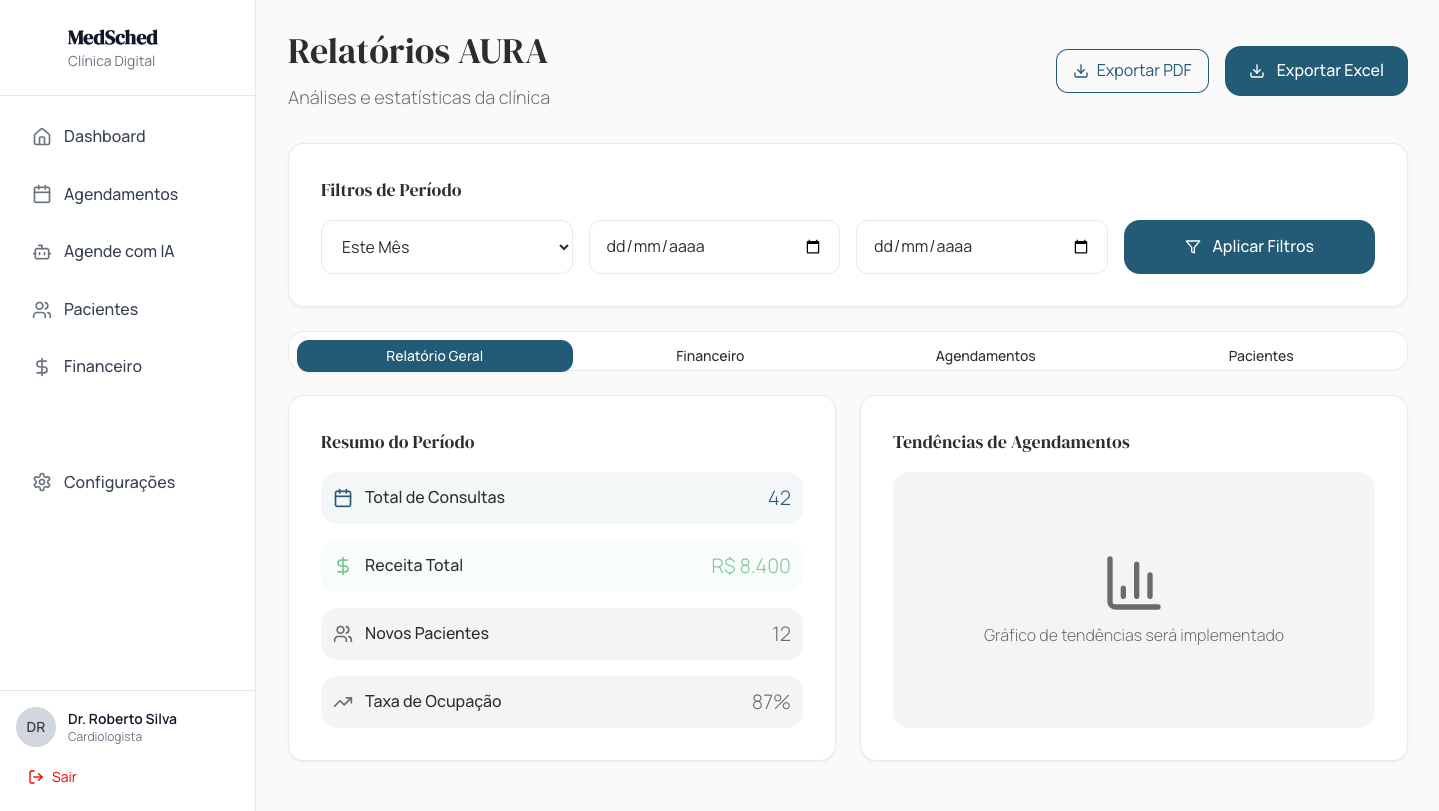 MedSched
Clínica Digital
Dashboard
Agendamentos
Agende com IA
Pacientes
Financeiro
Configurações
DR
Dr. Roberto Silva
Cardiologista
Sair
Relatórios AURA
Análises e estatísticas da clínica
Exportar PDF
Exportar Excel
Filtros de Período
Este Mês
dd/mm/aaaa
dd/mm/aaaa
Aplicar Filtros
Relatório Geral
Financeiro
Agendamentos
Pacientes
Resumo do Período
Total de Consultas
42
Receita Total
R$ 8.400
Novos Pacientes
12
Taxa de Ocupação
87%
Tendências de Agendamentos
Gráfico de tendências será implementado